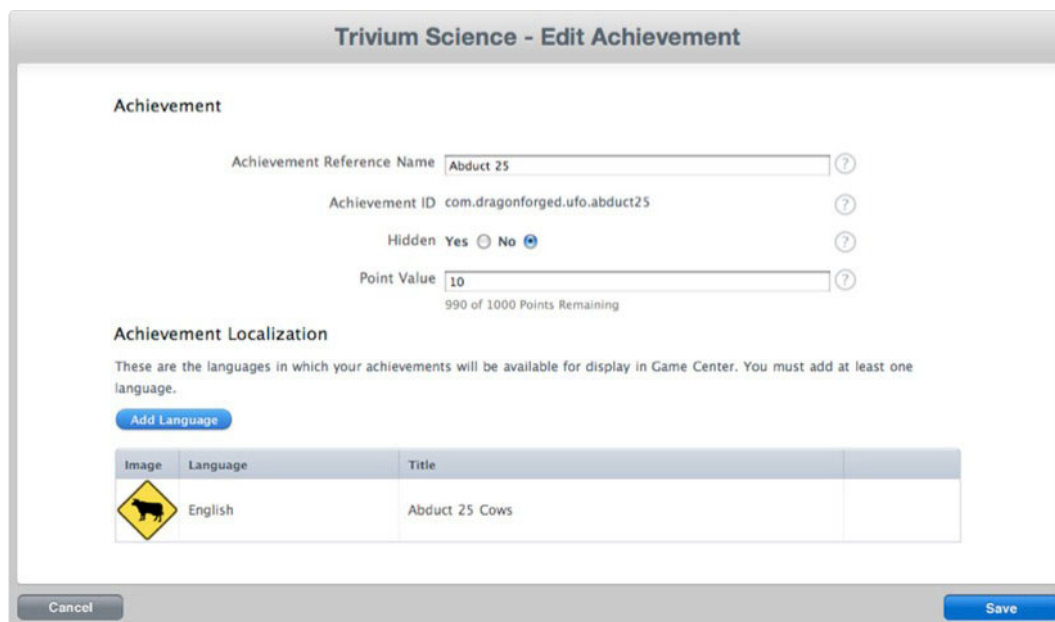 Trivium Science - Edit Achievement
Achievement
Achievement Reference Name Abduct 25 ?
Achievement ID com.dragonforged.ufo.abduct25 ?
Hidden Yes No ?
Point Value 10 ?
990 of 1000 Points Remaining
Achievement Localization
These are the languages in which your achievements will be available for display in Game Center. You must add at least one
language.
Add Language
Image Language Title
English Abduct 25 Cows
Cancel Save